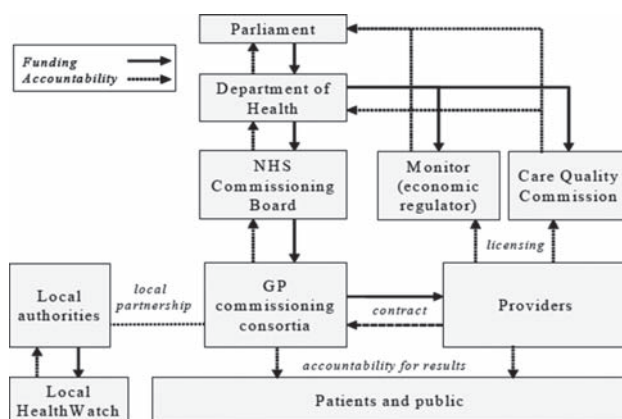 Parliament
Funding
Accountability
Department of
Health
NHS
Commissioning
Board
Monitor
(economic
regulator)
Care Quality
Commission
licensing
Local
authorities
local
partnership
GP
commissioning
consortia
contract
Providers
accountability for results
Local
HealthWatch
Patients and public